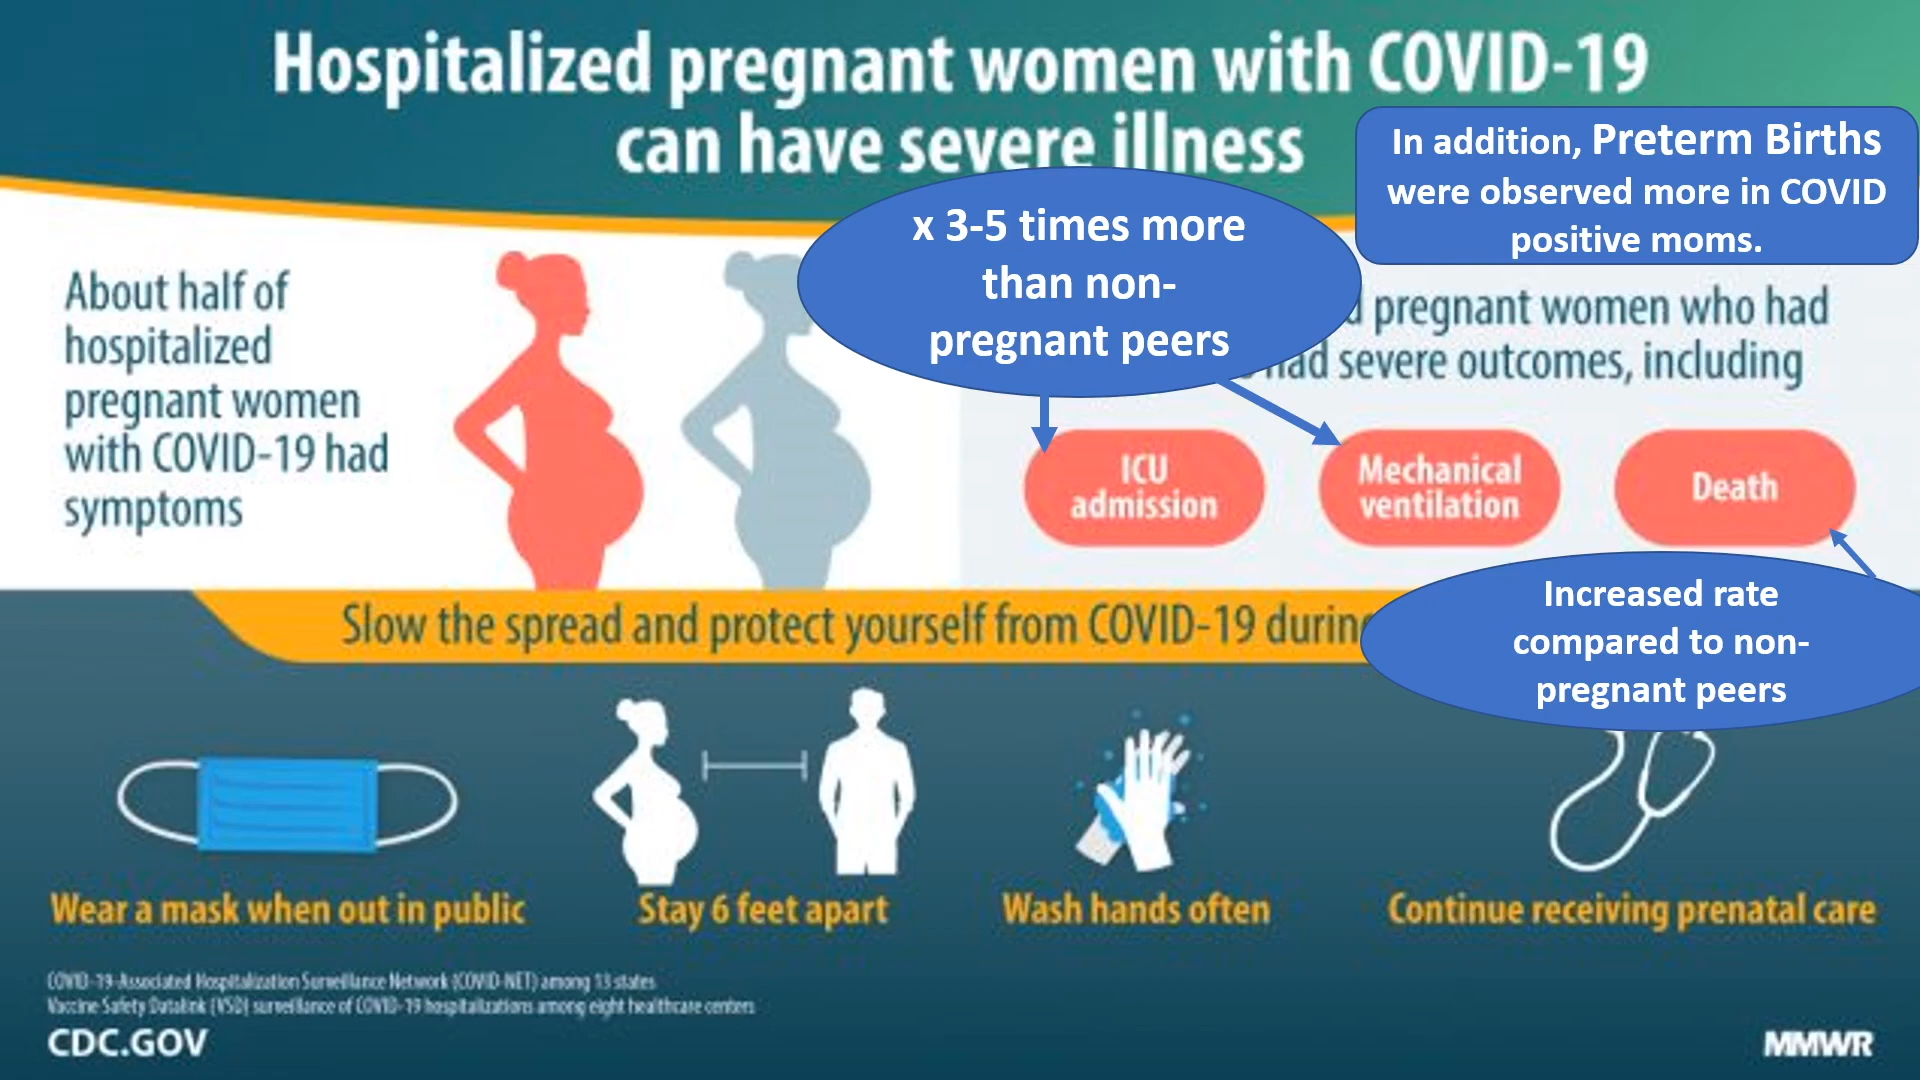 Hospitalized pregnant women with COVID-19
can have severe illness
In addition, Preterm Births
were observed more in COVID
positive moms.
x 3-5 times more
than non-
pregnant peers
About half of
hospitalized
pregnant women
with COVID-19 had
symptoms
pregnant women who had
had severe outcomes, including
ICU
admission
Mechanical
ventilation
Death
Increased rate
compared to non-
pregnant peers
Slow the spread and protect yourself from COVID-19 during
Wear a mask when out in public
Stay 6 feet apart
Wash hands often
Continue receiving prenatal care
COVID-19-Associated Hospitalization Surveillance Network (COVID-NET) among 13 states
Vaccine Safety Datalink (VSD) surveillance of COVID-19 hospitalizations among eight healthcare centers
CDC.GOV
MMWR